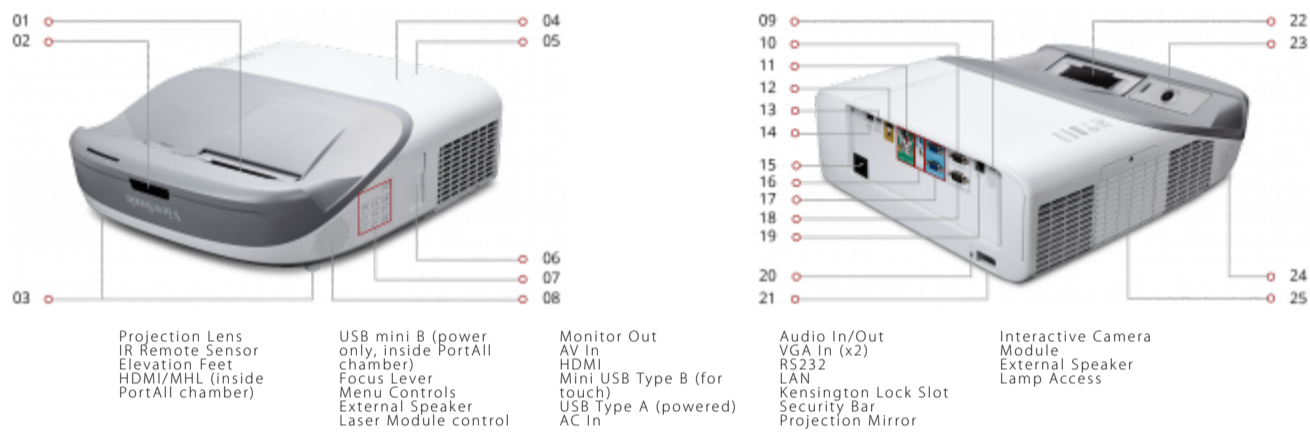 01
02
03
04
05
06
07
08
ViewSonic
09
10
11
12
13
14
15
16
17
18
19
20
21
22
23
24
25
Projection Lens
IR Remote Sensor
Elevation Feet
HDMI/MHL (inside
PortAll chamber)
USB mini B (power
only, inside PortAll
chamber)
Focus Lever
Menu Controls
External Speaker
Laser Module control
Monitor Out
AV In
HDMI
Mini USB Type B (for
touch)
USB Type A (powered)
AC In
Audio In/Out
VGA In (x2)
RS232
LAN
Kensington Lock Slot
Security Bar
Projection Mirror
Interactive Camera
Module
External Speaker
Lamp Access